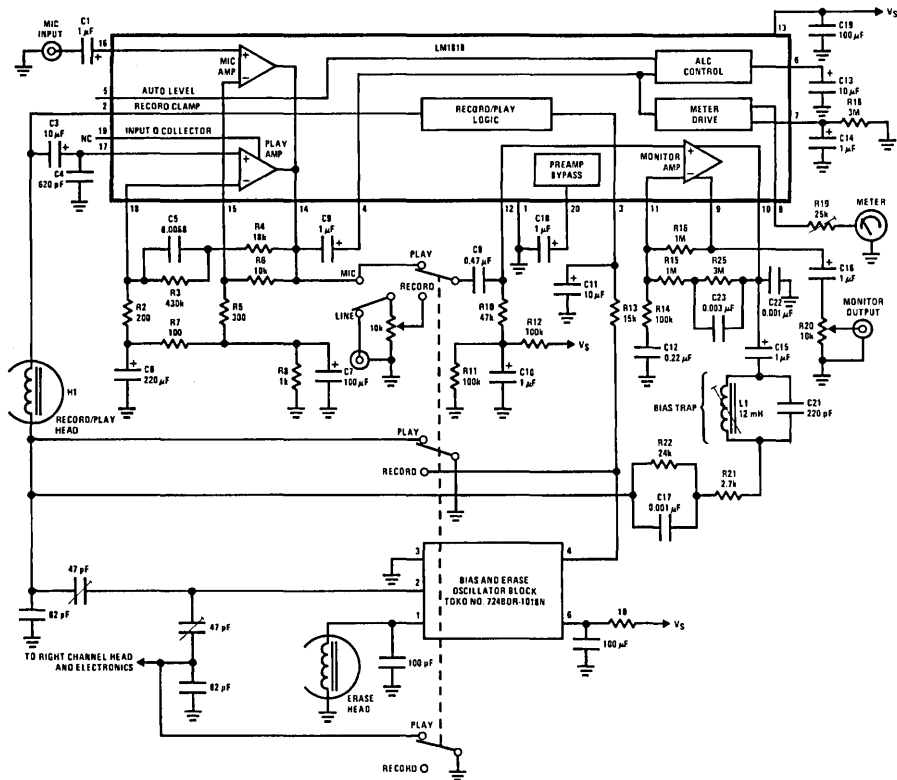 MIC
INPUT
C1
1 μF
16
LM1818
13
VS
C19
100 μF
MIC
AMP
ALC
CONTROL
6
C13
10 μF
5
AUTO LEVEL
2
RECORD CLAMP
RECORD/PLAY
LOGIC
METER
DRIVE
7
R18
3M
C14
1 μF
C3
10 μF
NC
19
INPUT Q COLLECTOR
17
PLAY
AMP
C4
620 pF
MONITOR
AMP
PREAMP
BYPASS
18
15
14
4
12
1
20
3
11
9
10
8
R19
25k
METER
C5
0.0068
R4
18k
C9
1 μF
C18
1 μF
R16
1M
R6
10k
MIC
PLAY
C8
0.47 μF
R15
1M
R25
3M
C16
1 μF
R3
430k
RECORD
C11
10 μF
C23
0.003 μF
C22
0.001 μF
MONITOR
OUTPUT
R2
200
R5
300
LINE
10k
R10
47k
R13
15k
R14
100k
R20
10k
R7
100
R12
100k
VS
C12
0.22 μF
C15
1 μF
C6
220 μF
R8
1k
C7
100 μF
R11
100k
C10
1 μF
H1
RECORD/PLAY
HEAD
BIAS TRAP
L1
12 mH
C21
220 pF
PLAY
RECORD
R22
24k
R21
2.7k
C17
0.001 μF
47 pF
3
4
2
BIAS AND ERASE
OSCILLATOR BLOCK
TOKO NO. 7248DR-1018N
62 pF
47 pF
1
6
18
VS
TO RIGHT CHANNEL HEAD
AND ELECTRONICS
62 pF
100 pF
100 μF
ERASE
HEAD
PLAY
RECORD